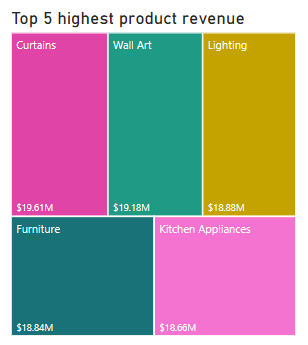 Top 5 highest product revenue
Curtains
Wall Art
Lighting
$19.61M
$19.18M
$18.88M
Furniture
Kitchen Appliances
$18.84M
$18.66M